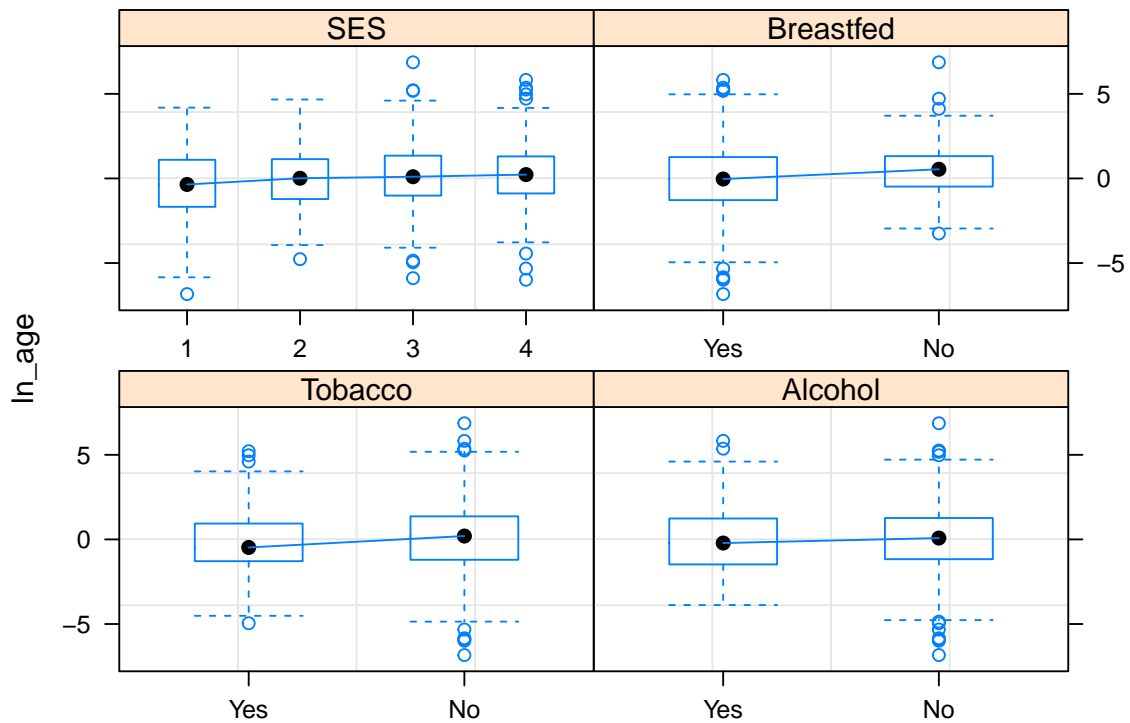 SES Breastfed
5
0
−5
1 2 3 4 Yes No
ln_age
Tobacco Alcohol
5
0
−5
Yes No Yes No